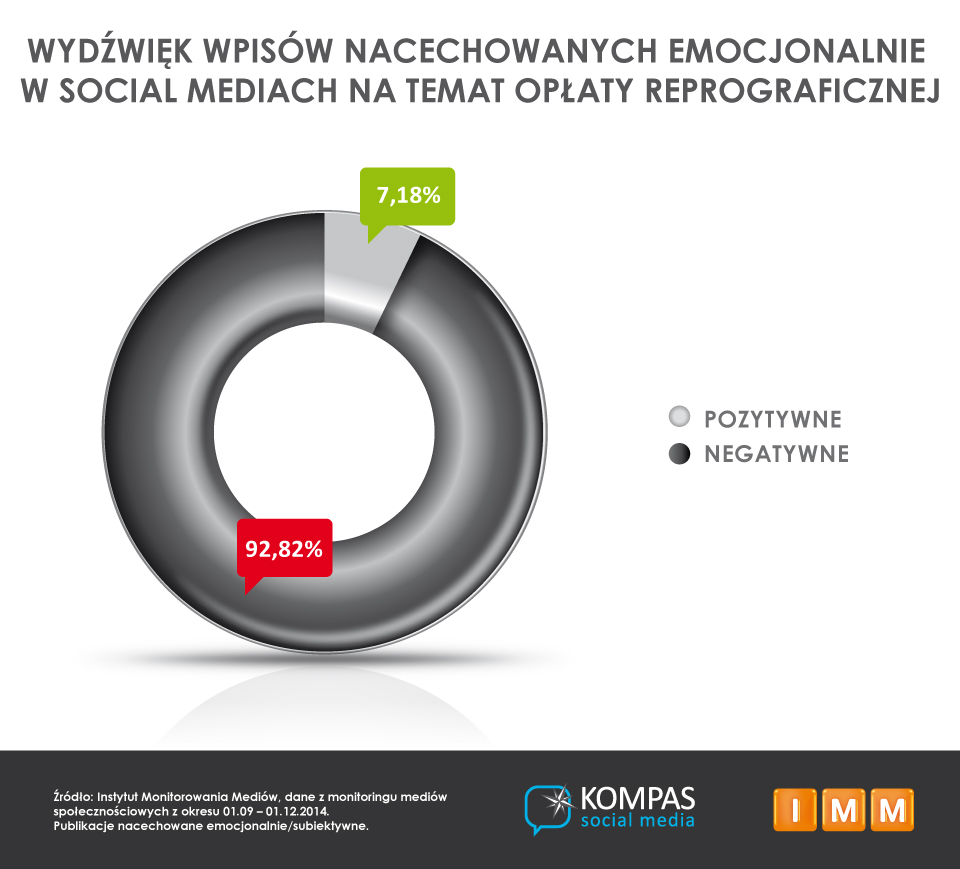 WYDŹWIĘK WPISÓW NACECHOWANYCH EMOCJONALNIE
W SOCIAL MEDIACH NA TEMAT OPŁATY REPROGRAFICZNEJ
7,18%
POZYTYWNE
NEGATYWNE
92,82%
Źródło: Instytut Monitorowania Mediów, dane z monitoringu mediów
społecznościowych z okresu 01.09 – 01.12.2014.
Publikacje nacechowane emocjonalnie/subiektywne.
KOMPAS
social media
IMM